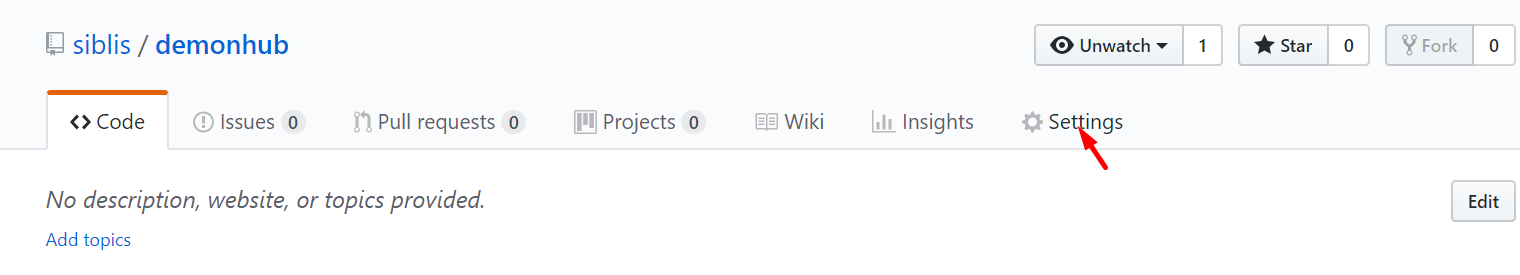 siblis / demonhub
Unwatch 1 Star 0 Fork 0
Code Issues 0 Pull requests 0 Projects 0 Wiki Insights Settings
No description, website, or topics provided.
Edit
Add topics